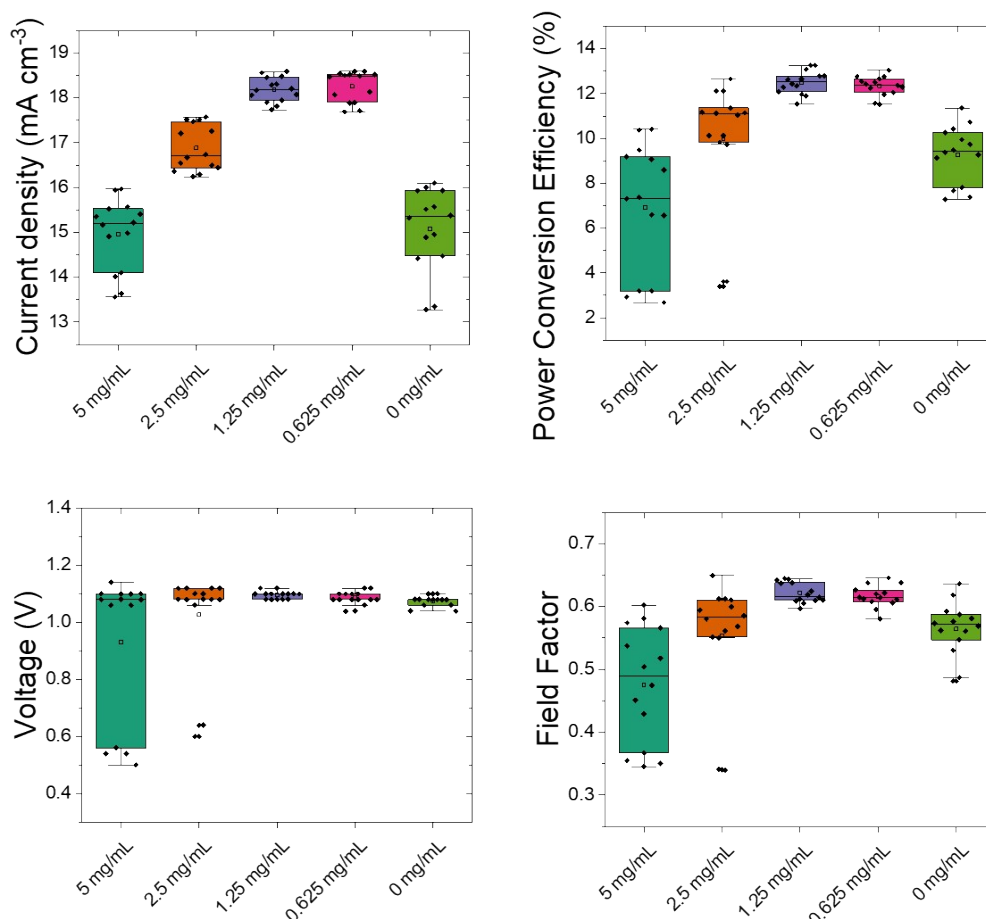 Current density (mA cm⁻³)
19
18
17
16
15
14
13
5 mg/mL
2.5 mg/mL
1.25 mg/mL
0.625 mg/mL
0 mg/mL
Power Conversion Efficiency (%)
14
12
10
8
6
4
2
5 mg/mL
2.5 mg/mL
1.25 mg/mL
0.625 mg/mL
0 mg/mL
Voltage (V)
1.4
1.2
1.0
0.8
0.6
0.4
5 mg/mL
2.5 mg/mL
1.25 mg/mL
0.625 mg/mL
0 mg/mL
Field Factor
0.7
0.6
0.5
0.4
0.3
5 mg/mL
2.5 mg/mL
1.25 mg/mL
0.625 mg/mL
0 mg/mL